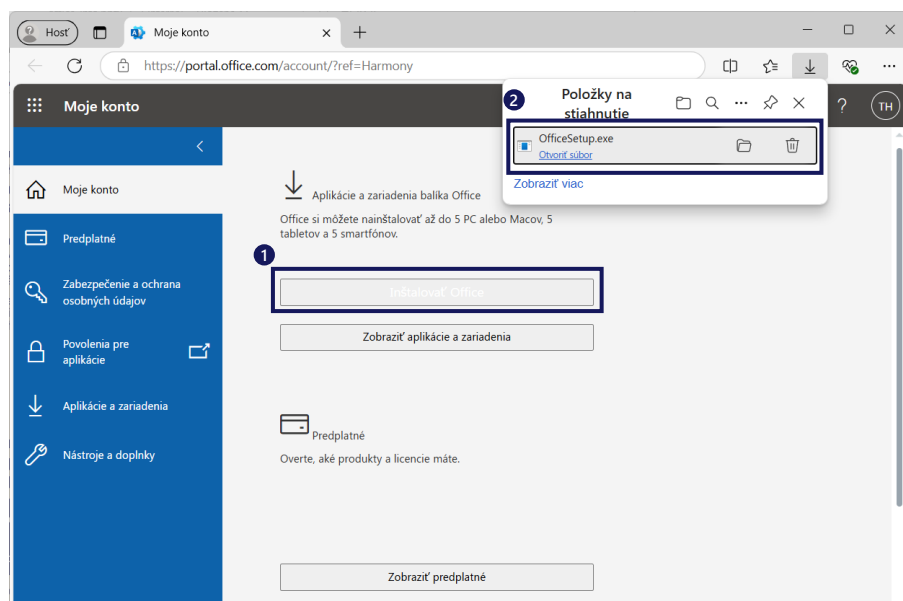 Hosť
Moje konto
https://portal.office.com/account/?ref=Harmony
Moje konto
?
TH
2
Položky na
stiahnutie
OfficeSetup.exe
Otvoriť súbor
Zobraziť viac
Moje konto
Predplatné
Zabezpečenie a ochrana
osobných údajov
Povolenia pre
aplikácie
Aplikácie a zariadenia
Nástroje a doplnky
Aplikácie a zariadenia balíka Office
Office si môžete nainštalovať až do 5 PC alebo Macov, 5
tabletov a 5 smartfónov.
1
Inštalovať Office
Zobraziť aplikácie a zariadenia
Predplatné
Overte, aké produkty a licencie máte.
Zobraziť predplatné